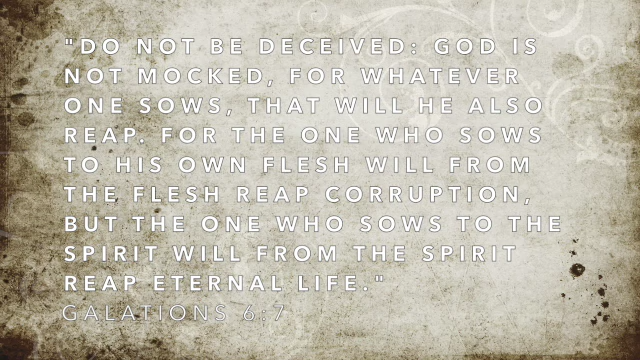 "DO NOT BE DECEIVED: GOD IS
NOT MOCKED, FOR WHATEVER
ONE SOWS, THAT WILL HE ALSO
REAP. FOR THE ONE WHO SOWS
TO HIS OWN FLESH WILL FROM
THE FLESH REAP CORRUPTION,
BUT THE ONE WHO SOWS TO THE
SPIRIT WILL FROM THE SPIRIT
REAP ETERNAL LIFE."
GALATIONS 6:7